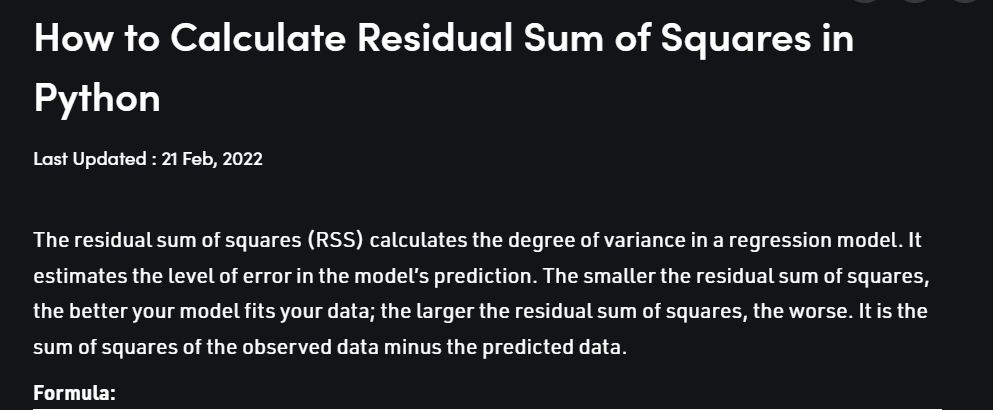 How to Calculate Residual Sum of Squares in
Python
Last Updated : 21 Feb, 2022
The residual sum of squares (RSS) calculates the degree of variance in a regression model. It
estimates the level of error in the model’s prediction. The smaller the residual sum of squares,
the better your model fits your data; the larger the residual sum of squares, the worse. It is the
sum of squares of the observed data minus the predicted data.
Formula: